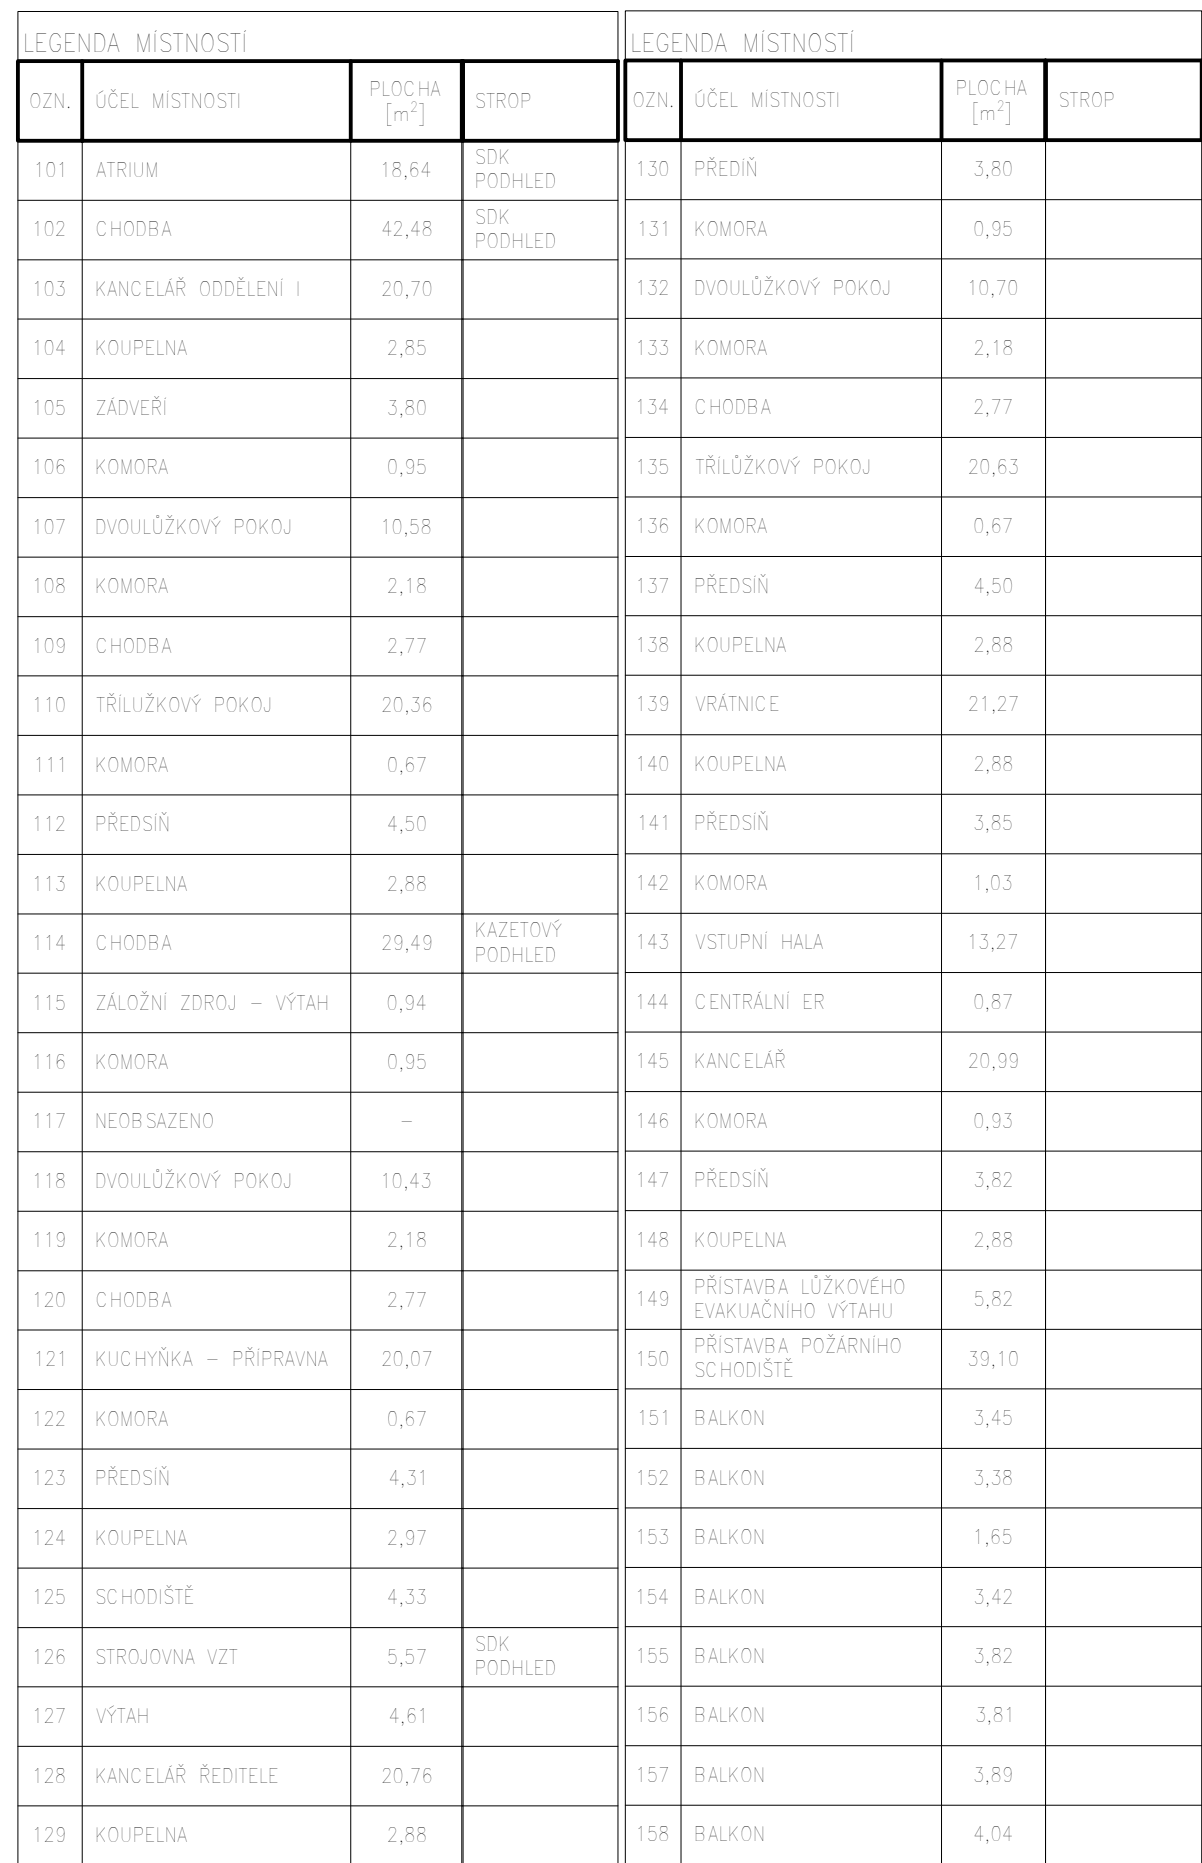 LEGENDA MÍSTNOSTÍ
OZN. ÚČEL MÍSTNOSTI PLOCHA [m²] STROP
101 ATRIUM 18,64 SDK PODHLED
102 CHODBA 42,48 SDK PODHLED
103 KANCELÁŘ ODDĚLENÍ I 20,70
104 KOUPELNA 2,85
105 ZÁDVEŘÍ 3,80
106 KOMORA 0,95
107 DVOULŮŽKOVÝ POKOJ 10,58
108 KOMORA 2,18
109 CHODBA 2,77
110 TŘÍLUŽKOVÝ POKOJ 20,36
111 KOMORA 0,67
112 PŘEDSÍŇ 4,50
113 KOUPELNA 2,88
114 CHODBA 29,49 KAZETOVÝ PODHLED
115 ZÁLOŽNÍ ZDROJ – VÝTAH 0,94
116 KOMORA 0,95
117 NEOBSAZENO –
118 DVOULŮŽKOVÝ POKOJ 10,43
119 KOMORA 2,18
120 CHODBA 2,77
121 KUCHYŇKA – PŘÍPRAVNA 20,07
122 KOMORA 0,67
123 PŘEDSÍŇ 4,31
124 KOUPELNA 2,97
125 SCHODIŠTĚ 4,33
126 STROJOVNA VZT 5,57 SDK PODHLED
127 VÝTAH 4,61
128 KANCELÁŘ ŘEDITELE 20,76
129 KOUPELNA 2,88
LEGENDA MÍSTNOSTÍ
OZN. ÚČEL MÍSTNOSTI PLOCHA [m²] STROP
130 PŘEDÍŇ 3,80
131 KOMORA 0,95
132 DVOULŮŽKOVÝ POKOJ 10,70
133 KOMORA 2,18
134 CHODBA 2,77
135 TŘÍLŮŽKOVÝ POKOJ 20,63
136 KOMORA 0,67
137 PŘEDSÍŇ 4,50
138 KOUPELNA 2,88
139 VRÁTNICE 21,27
140 KOUPELNA 2,88
141 PŘEDSÍŇ 3,85
142 KOMORA 1,03
143 VSTUPNÍ HALA 13,27
144 CENTRÁLNÍ ER 0,87
145 KANCELÁŘ 20,99
146 KOMORA 0,93
147 PŘEDSÍŇ 3,82
148 KOUPELNA 2,88
149 PŘÍSTAVBA LŮŽKOVÉHO EVAKUAČNÍHO VÝTAHU 5,82
150 PŘÍSTAVBA POŽÁRNÍHO SCHODIŠTĚ 39,10
151 BALKON 3,45
152 BALKON 3,38
153 BALKON 1,65
154 BALKON 3,42
155 BALKON 3,82
156 BALKON 3,81
157 BALKON 3,89
158 BALKON 4,04